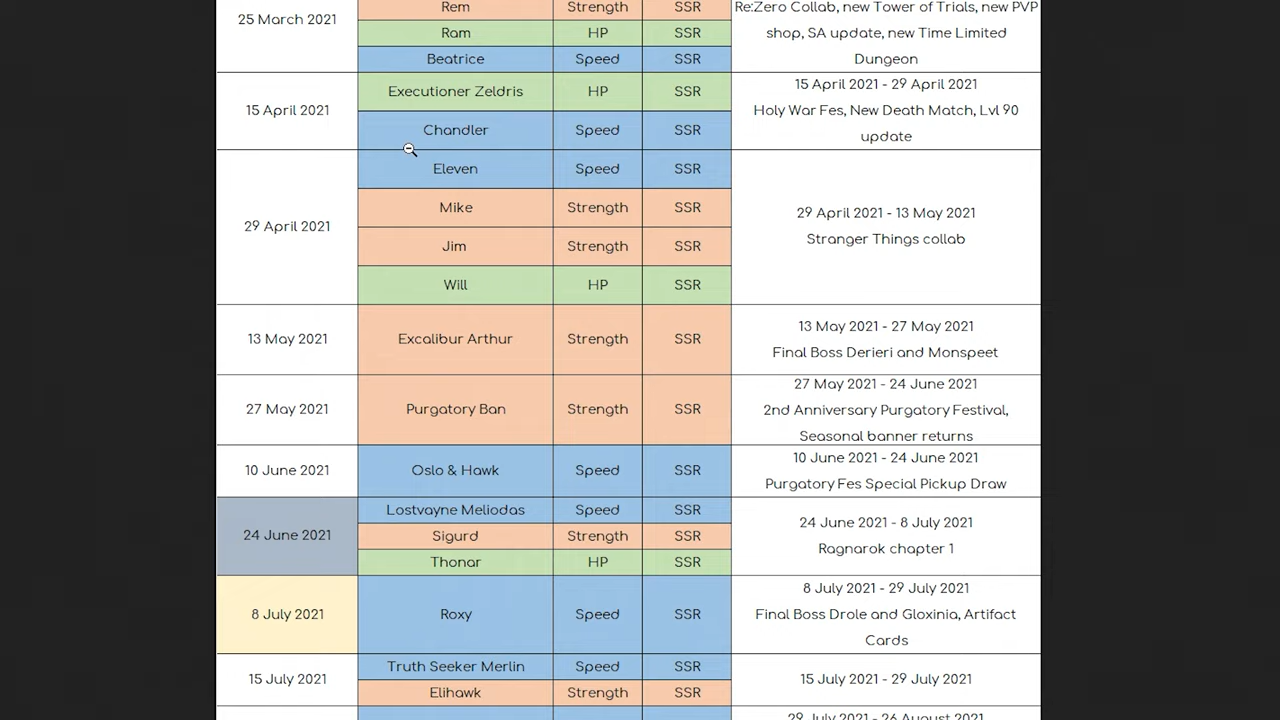 25 March 2021
Rem Strength SSR
Ram HP SSR
Beatrice Speed SSR
Re:Zero Collab, new Tower of Trials, new PVP
shop, SA update, new Time Limited
Dungeon
15 April 2021
Executioner Zeldris HP SSR
Chandler Speed SSR
15 April 2021 - 29 April 2021
Holy War Fes, New Death Match, Lvl 90
update
29 April 2021
Eleven Speed SSR
Mike Strength SSR
Jim Strength SSR
Will HP SSR
29 April 2021 - 13 May 2021
Stranger Things collab
13 May 2021
Excalibur Arthur Strength SSR
13 May 2021 - 27 May 2021
Final Boss Derieri and Monspeet
27 May 2021
Purgatory Ban Strength SSR
27 May 2021 - 24 June 2021
2nd Anniversary Purgatory Festival,
Seasonal banner returns
10 June 2021
Oslo & Hawk Speed SSR
10 June 2021 - 24 June 2021
Purgatory Fes Special Pickup Draw
24 June 2021
Lostvayne Meliodas Speed SSR
Sigurd Strength SSR
Thonar HP SSR
24 June 2021 - 8 July 2021
Ragnarok chapter 1
8 July 2021
Roxy Speed SSR
8 July 2021 - 29 July 2021
Final Boss Drole and Gloxinia, Artifact
Cards
15 July 2021
Truth Seeker Merlin Speed SSR
Elihawk Strength SSR
15 July 2021 - 29 July 2021
29 July 2021 - 26 August 2021